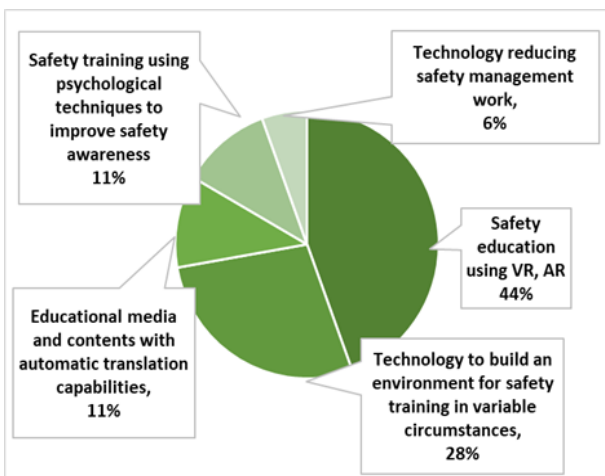 Safety training using
psychological
techniques to
improve safety
awareness
11%
Technology reducing
safety management
work,
6%
Safety
education
using VR, AR
44%
Educational media
and contents with
automatic translation
capabilities,
11%
Technology to build an
environment for safety
training in variable
circumstances,
28%